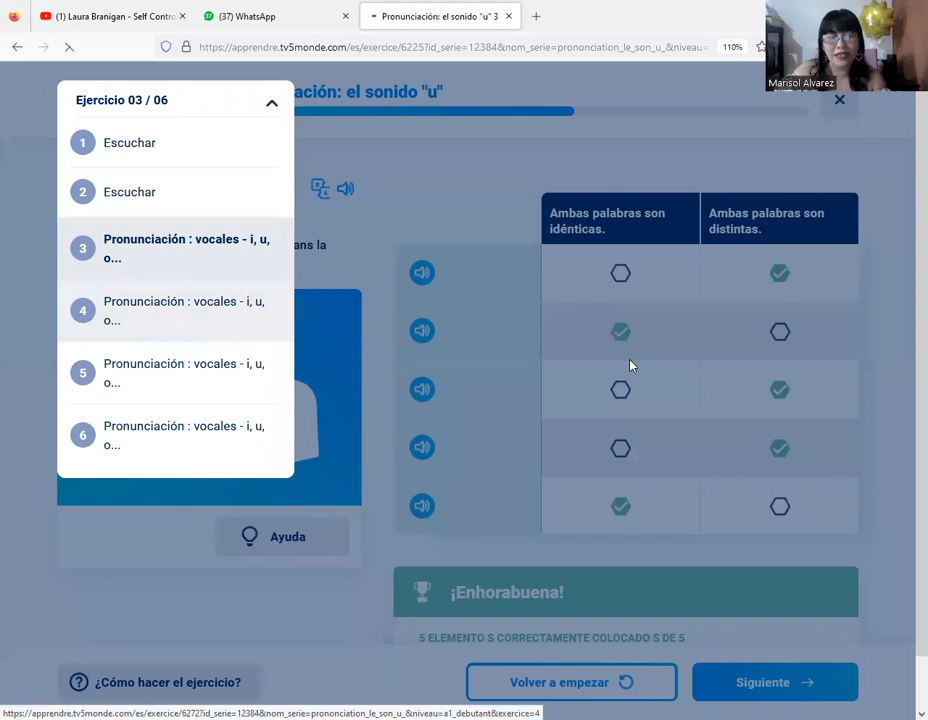 (1) Laura Branigan - Self Contro
(37) WhatsApp
Pronunciación: el sonido "u" 3
https://apprendre.tv5monde.com/es/exercice/6225?id_serie=12384&nom_serie=prononciation_le_son_u_&niveau=
110%
Marisol Alvarez
Ejercicio 03 / 06
ación: el sonido "u"
1 Escuchar
2 Escuchar
3 Pronunciación : vocales - i, u,
o...
4 Pronunciación : vocales - i, u,
o...
5 Pronunciación : vocales - i, u,
o...
6 Pronunciación : vocales - i, u,
o...
ans la
Ambas palabras son
idénticas.
Ambas palabras son
distintas.
Ayuda
¡Enhorabuena!
5 ELEMENTO S CORRECTAMENTE COLOCADO S DE 5
¿Cómo hacer el ejercicio?
Volver a empezar
Siguiente
https://apprendre.tv5monde.com/es/exercice/6272?id_serie=12384&nom_serie=prononciation_le_son_u_&niveau=a1_debutant&exercice=4